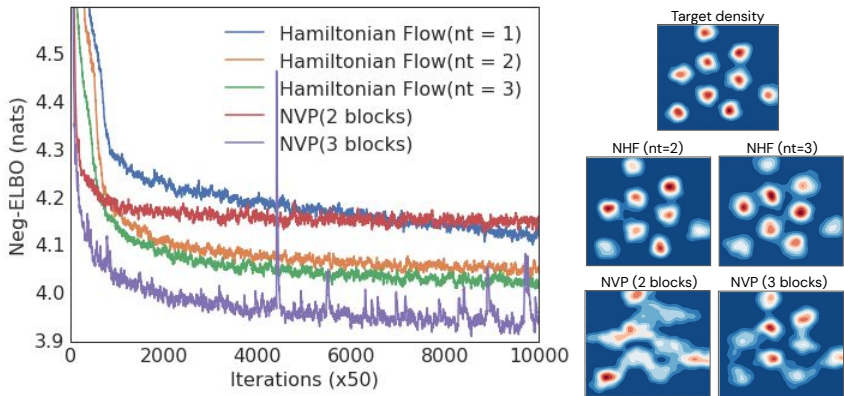 Neg-ELBO (nats)
4.5
4.4
4.3
4.2
4.1
4.0
3.9
0
2000
4000
6000
8000
10000
Iterations (x50)
Hamiltonian Flow(nt = 1)
Hamiltonian Flow(nt = 2)
Hamiltonian Flow(nt = 3)
NVP(2 blocks)
NVP(3 blocks)
Target density
NHF (nt=2)
NHF (nt=3)
NVP (2 blocks)
NVP (3 blocks)